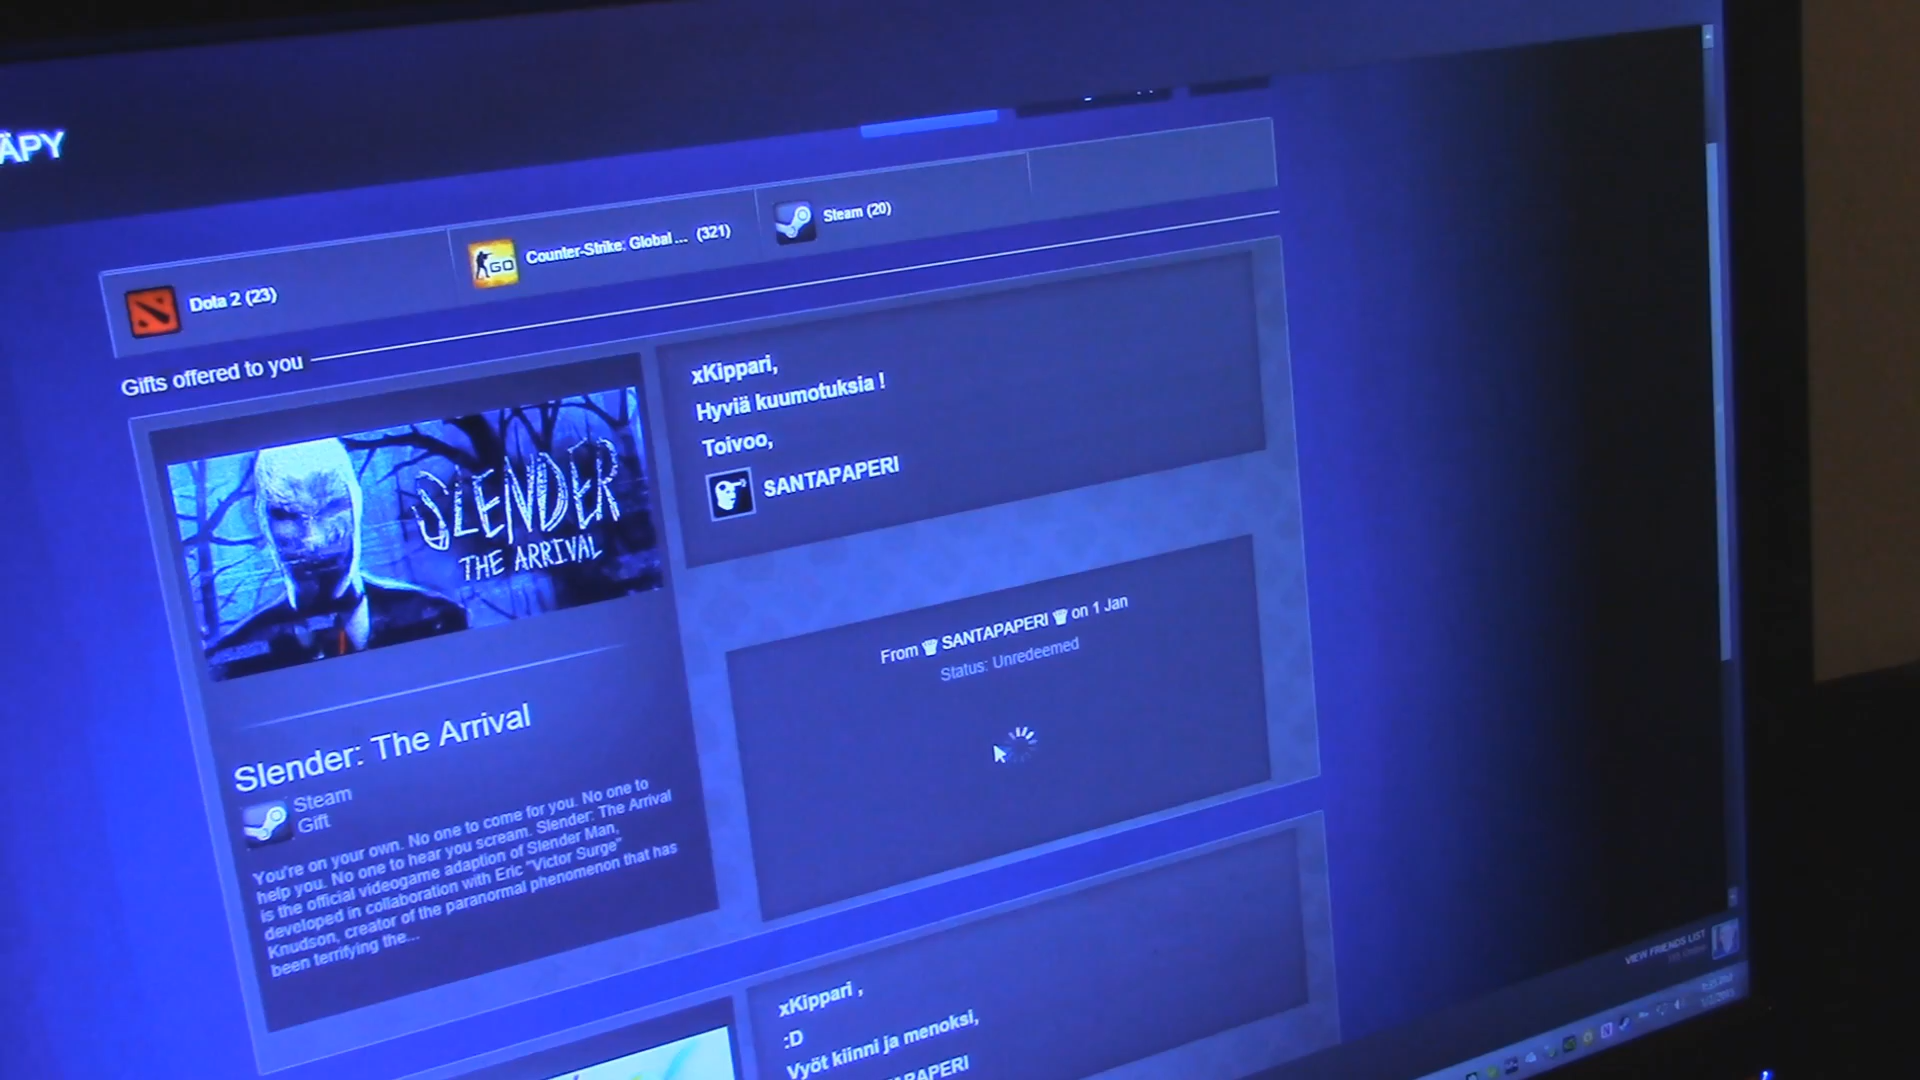 ÄPY
Dota 2 (23)
Counter-Strike: Global ... (321)
Steam (20)
Gifts offered to you
SLENDER
THE ARRIVAL
xKippari,
Hyviä kuumotuksia !
Toivoo,
SANTAPAPERI
From SANTAPAPERI on 1 Jan
Status: Unredeemed
Slender: The Arrival
Steam
Gift
You're on your own. No one to come for you. No one to
help you. No one to hear you scream. Slender: The Arrival
is the official videogame adaption of Slender Man,
developed in collaboration with Eric "Victor Surge"
Knudson, creator of the paranormal phenomenon that has
been terrifying the...
xKippari ,
:D
Vyöt kiinni ja menoksi,
APAPERI
VIEW FRIENDS LIST